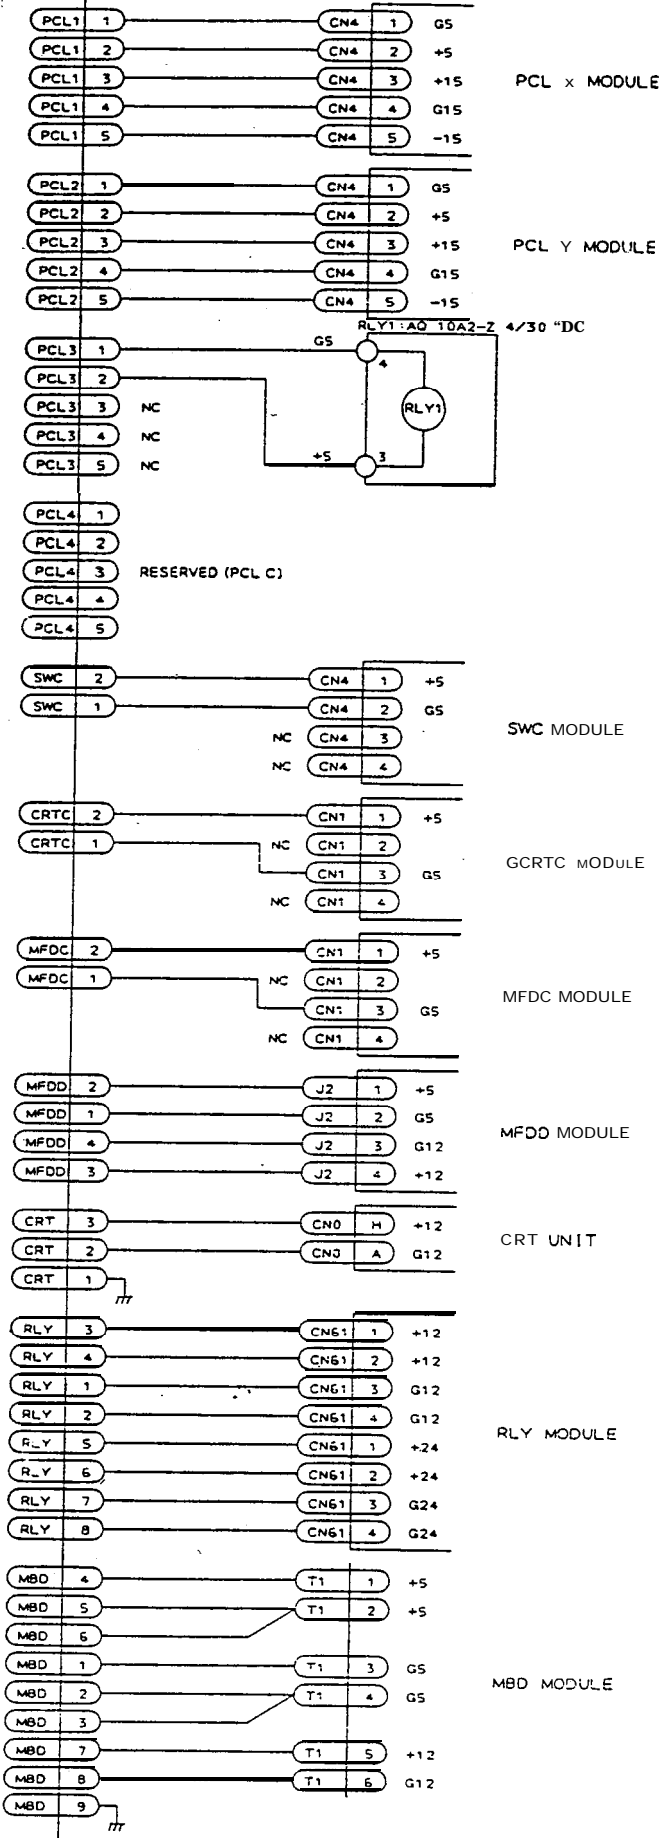 PCL1 1 CN4 1 G5
PCL1 2 CN4 2 +5
PCL1 3 CN4 3 +15
PCL x MODULE
PCL1 4 CN4 4 G15
PCL1 5 CN4 5 -15
PCL2 1 CN4 1 G5
PCL2 2 CN4 2 +5
PCL2 3 CN4 3 +15
PCL Y MODULE
PCL2 4 CN4 4 G15
PCL2 5 CN4 5 -15
RLY1:AQ 10A2-Z 4/30 "DC
PCL3 1 G5 4
PCL3 2
PCL3 3 NC RLY1
PCL3 4 NC
PCL3 5 NC +5 3
PCL4 1
PCL4 2
PCL4 3 RESERVED (PCL C)
PCL4 4
PCL4 5
SWC 2 CN4 1 +5
SWC 1 CN4 2 G5
SWC MODULE
NC CN4 3
NC CN4 4
CRTC 2 CN1 1 +5
CRTC 1 NC CN1 2
GCRTC MODULE
CN1 3 G5
NC CN1 4
MFDC 2 CN1 1 +5
MFDC 1 NC CN1 2
MFDC MODULE
CN1 3 G5
NC CN1 4
MFDD 2 J2 1 +5
MFDD 1 J2 2 G5
MFDD MODULE
MFDD 4 J2 3 G12
MFDD 3 J2 4 +12
CRT 3 CN0 H +12
CRT UNIT
CRT 2 CN0 A G12
CRT 1
RLY 3 CN61 1 +12
RLY 4 CN61 2 +12
RLY 1 CN61 3 G12
RLY 2 CN61 4 G12
RLY MODULE
RLY 5 CN61 1 +24
RLY 6 CN61 2 +24
RLY 7 CN61 3 G24
RLY 8 CN61 4 G24
MBD 4 T1 1 +5
MBD 5 T1 2 +5
MBD 6
MBD 1 T1 3 G5
MBD MODULE
MBD 2 T1 4 G5
MBD 3
MBD 7 T1 5 +12
MBD 8 T1 6 G12
MBD 9